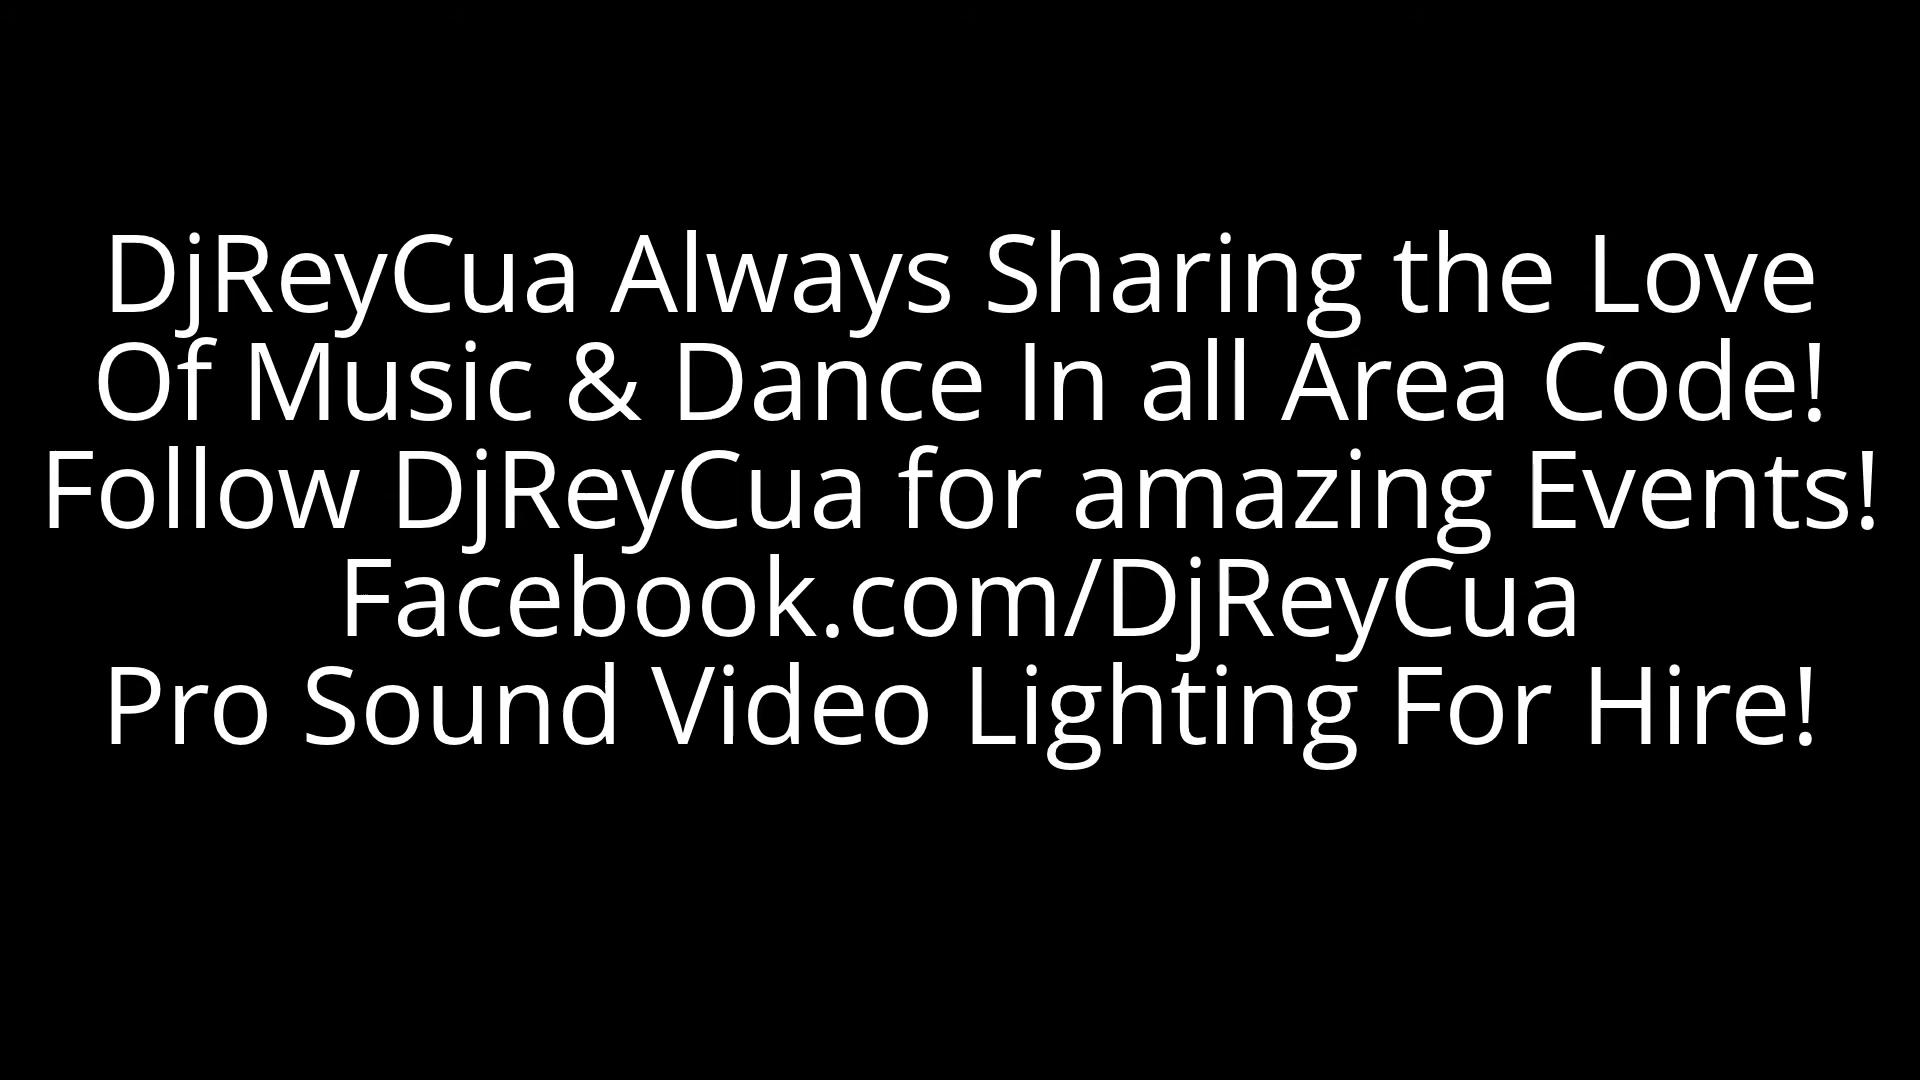 DjReyCua Always Sharing the Love
Of Music & Dance In all Area Code!
Follow DjReyCua for amazing Events!
Facebook.com/DjReyCua
Pro Sound Video Lighting For Hire!